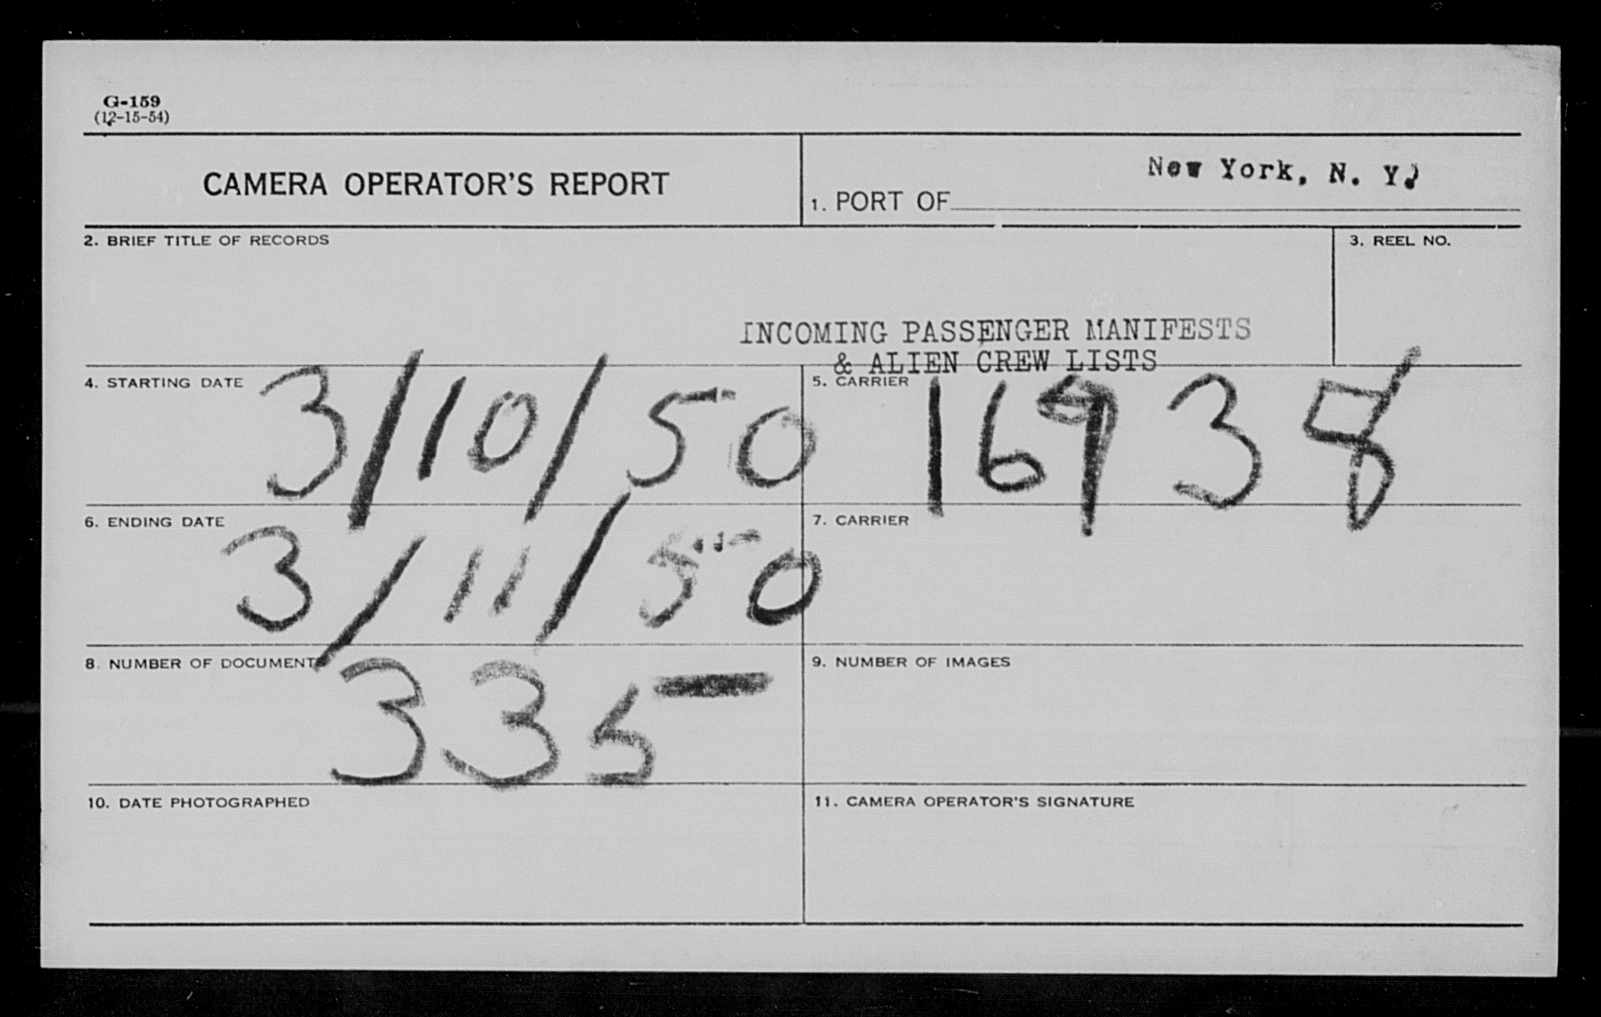 G-159
(12-15-54)
CAMERA OPERATOR'S REPORT
1. PORT OF New York, N. Y.
2. BRIEF TITLE OF RECORDS
3. REEL NO.
INCOMING PASSENGER MANIFESTS
& ALIEN CREW LISTS
4. STARTING DATE 3/10/50
5. CARRIER 16938
6. ENDING DATE 3/11/50
7. CARRIER
8. NUMBER OF DOCUMENTS 335
9. NUMBER OF IMAGES
10. DATE PHOTOGRAPHED
11. CAMERA OPERATOR'S SIGNATURE